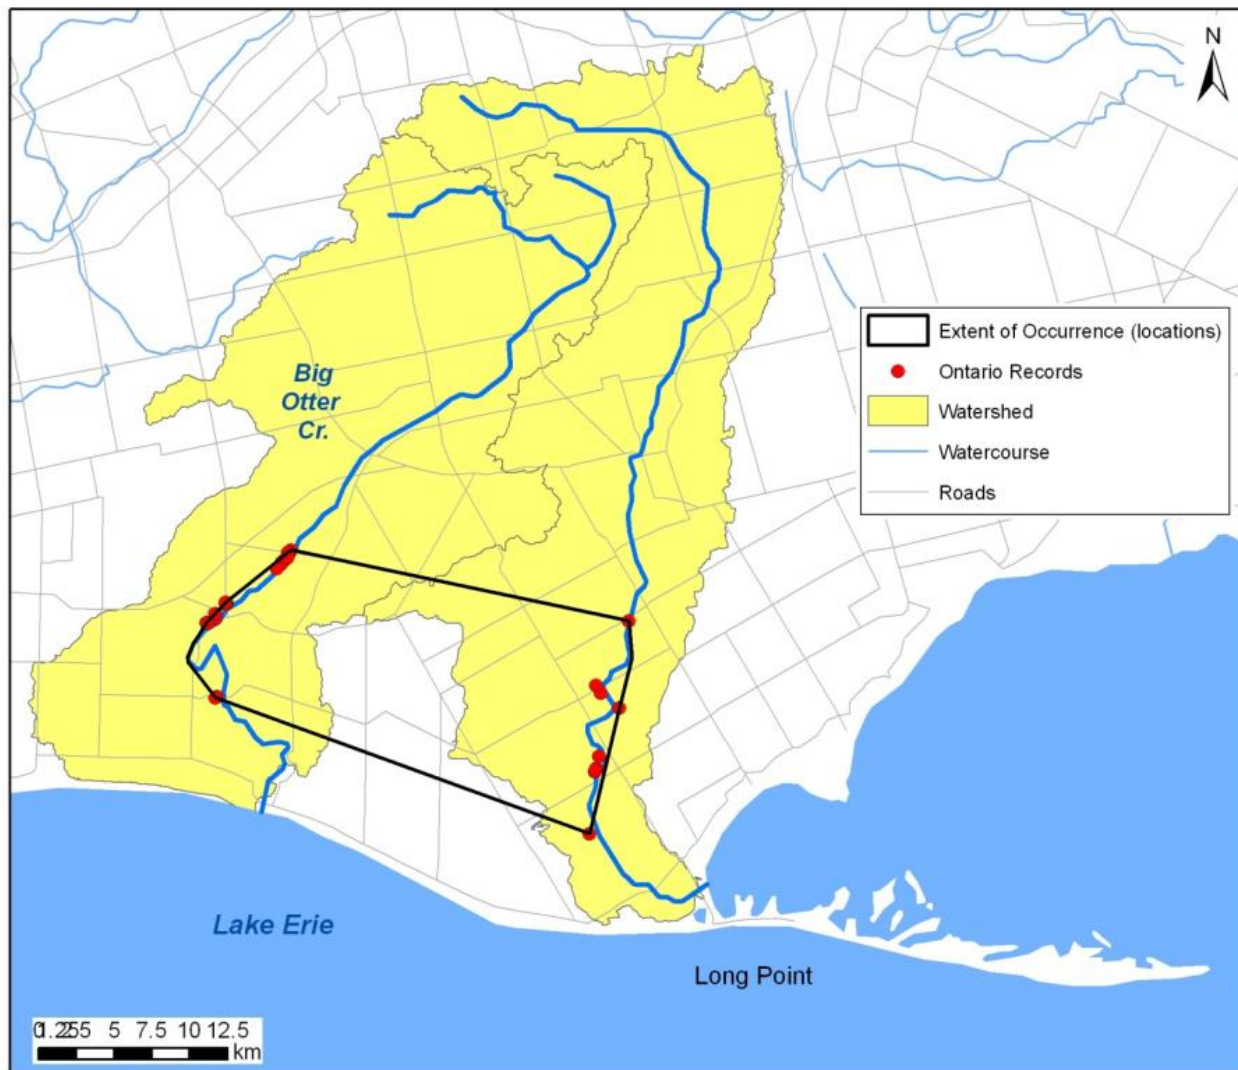 N
Extent of Occurrence (locations)
Ontario Records
Watershed
Watercourse
Roads
Big
Otter
Cr.
Lake Erie
Long Point
5 7.5 10 12.5
km